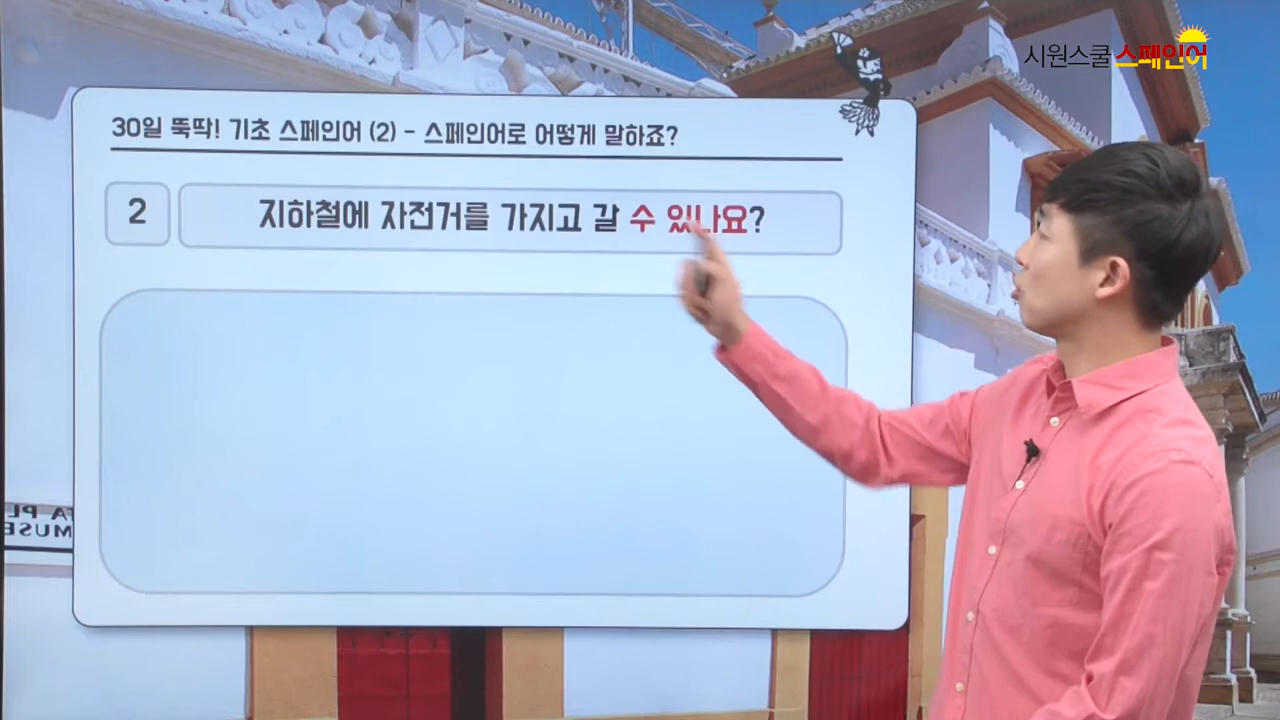 시원스쿨 스페인어
30일 뚝딱! 기초 스페인어 (2) - 스페인어로 어떻게 말하죠?
2
지하철에 자전거를 가지고 갈 수 있나요?